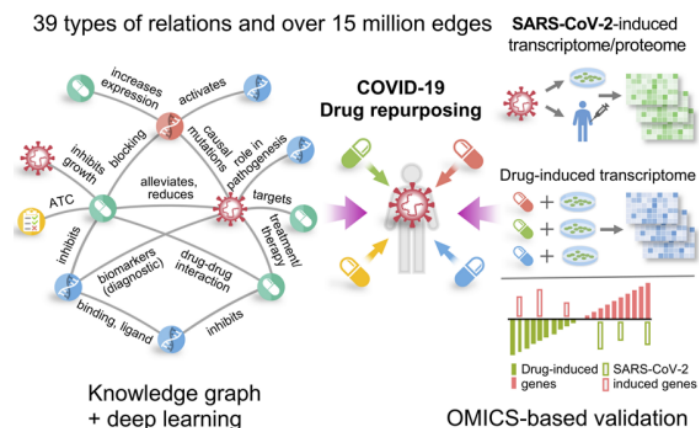 39 types of relations and over 15 million edges
increases
expression
activates
blocking
causal
mutations
role in
pathogenesis
inhibits
growth
ATC
alleviates,
reduces
targets
treatment/
therapy
inhibits
biomarkers
(diagnostic)
drug-drug
interaction
binding, ligand
inhibits
Knowledge graph
+ deep learning
COVID-19
Drug repurposing
SARS-CoV-2-induced
transcriptome/proteome
Drug-induced transcriptome
+
+
+
Drug-induced
genes
SARS-CoV-2
induced genes
OMICS-based validation